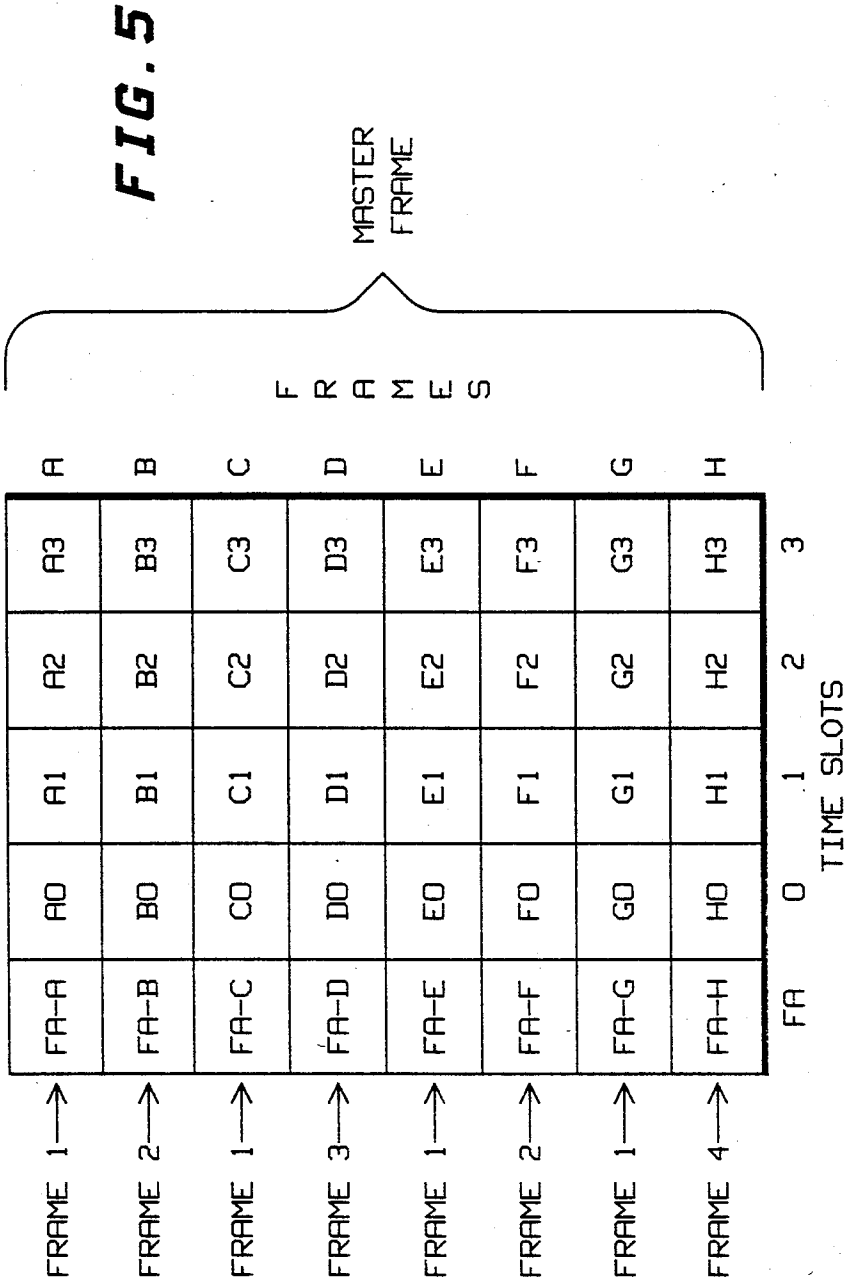 FIG. 5
FRAME 1 FA-A A0 A1 A2 A3 A
FRAME 2 FA-B B0 B1 B2 B3 B
FRAME 1 FA-C C0 C1 C2 C3 C
FRAME 3 FA-D D0 D1 D2 D3 D
FRAME 1 FA-E E0 E1 E2 E3 E
FRAME 2 FA-F F0 F1 F2 F3 F
FRAME 1 FA-G G0 G1 G2 G3 G
FRAME 4 FA-H H0 H1 H2 H3 H
FA 0 1 2 3
TIME SLOTS
FRAMES
MASTER
FRAME